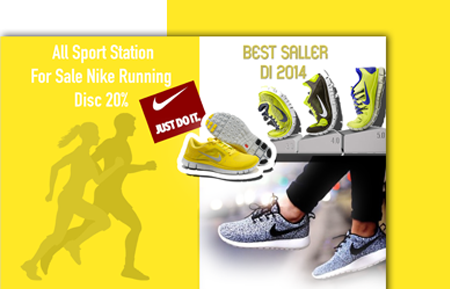 All Sport Station
For Sale Nike Running
Disc 20%
JUST DO IT.
BEST SALLER
DI 2014